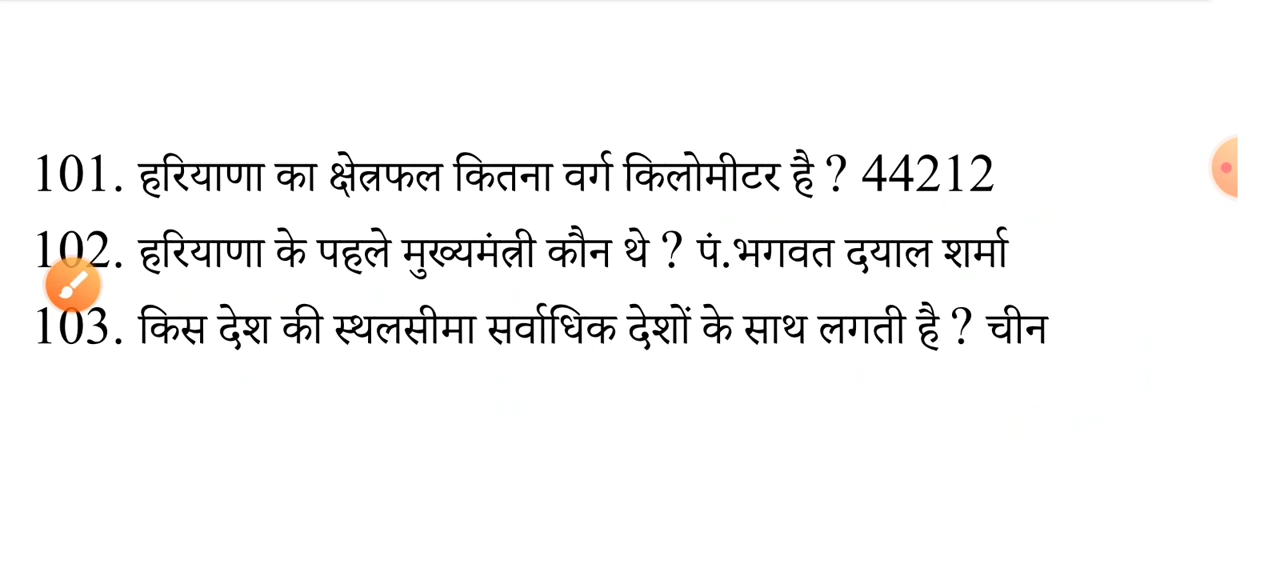 101. हरियाणा का क्षेत्रफल कितना वर्ग किलोमीटर है ? 44212
102. हरियाणा के पहले मुख्यमंत्री कौन थे ? पं.भगवत दयाल शर्मा
103. किस देश की स्थलसीमा सर्वाधिक देशों के साथ लगती है ? चीन